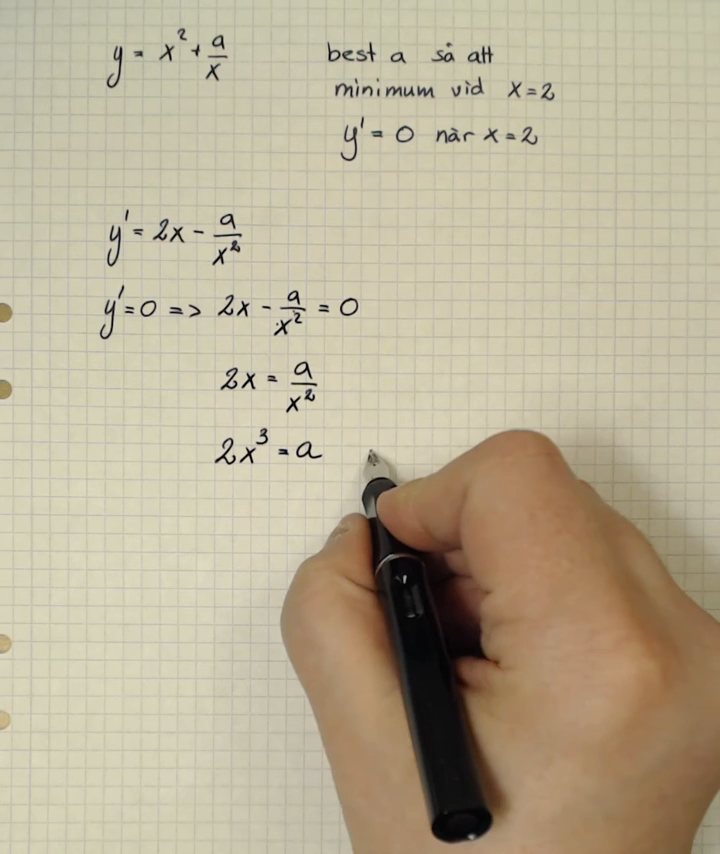 y = x² + a/x
best a så att
minimum vid x=2
y' = 0 när x=2
y' = 2x - a/x²
y'=0 => 2x - a/x² = 0
2x = a/x²
2x³ = a